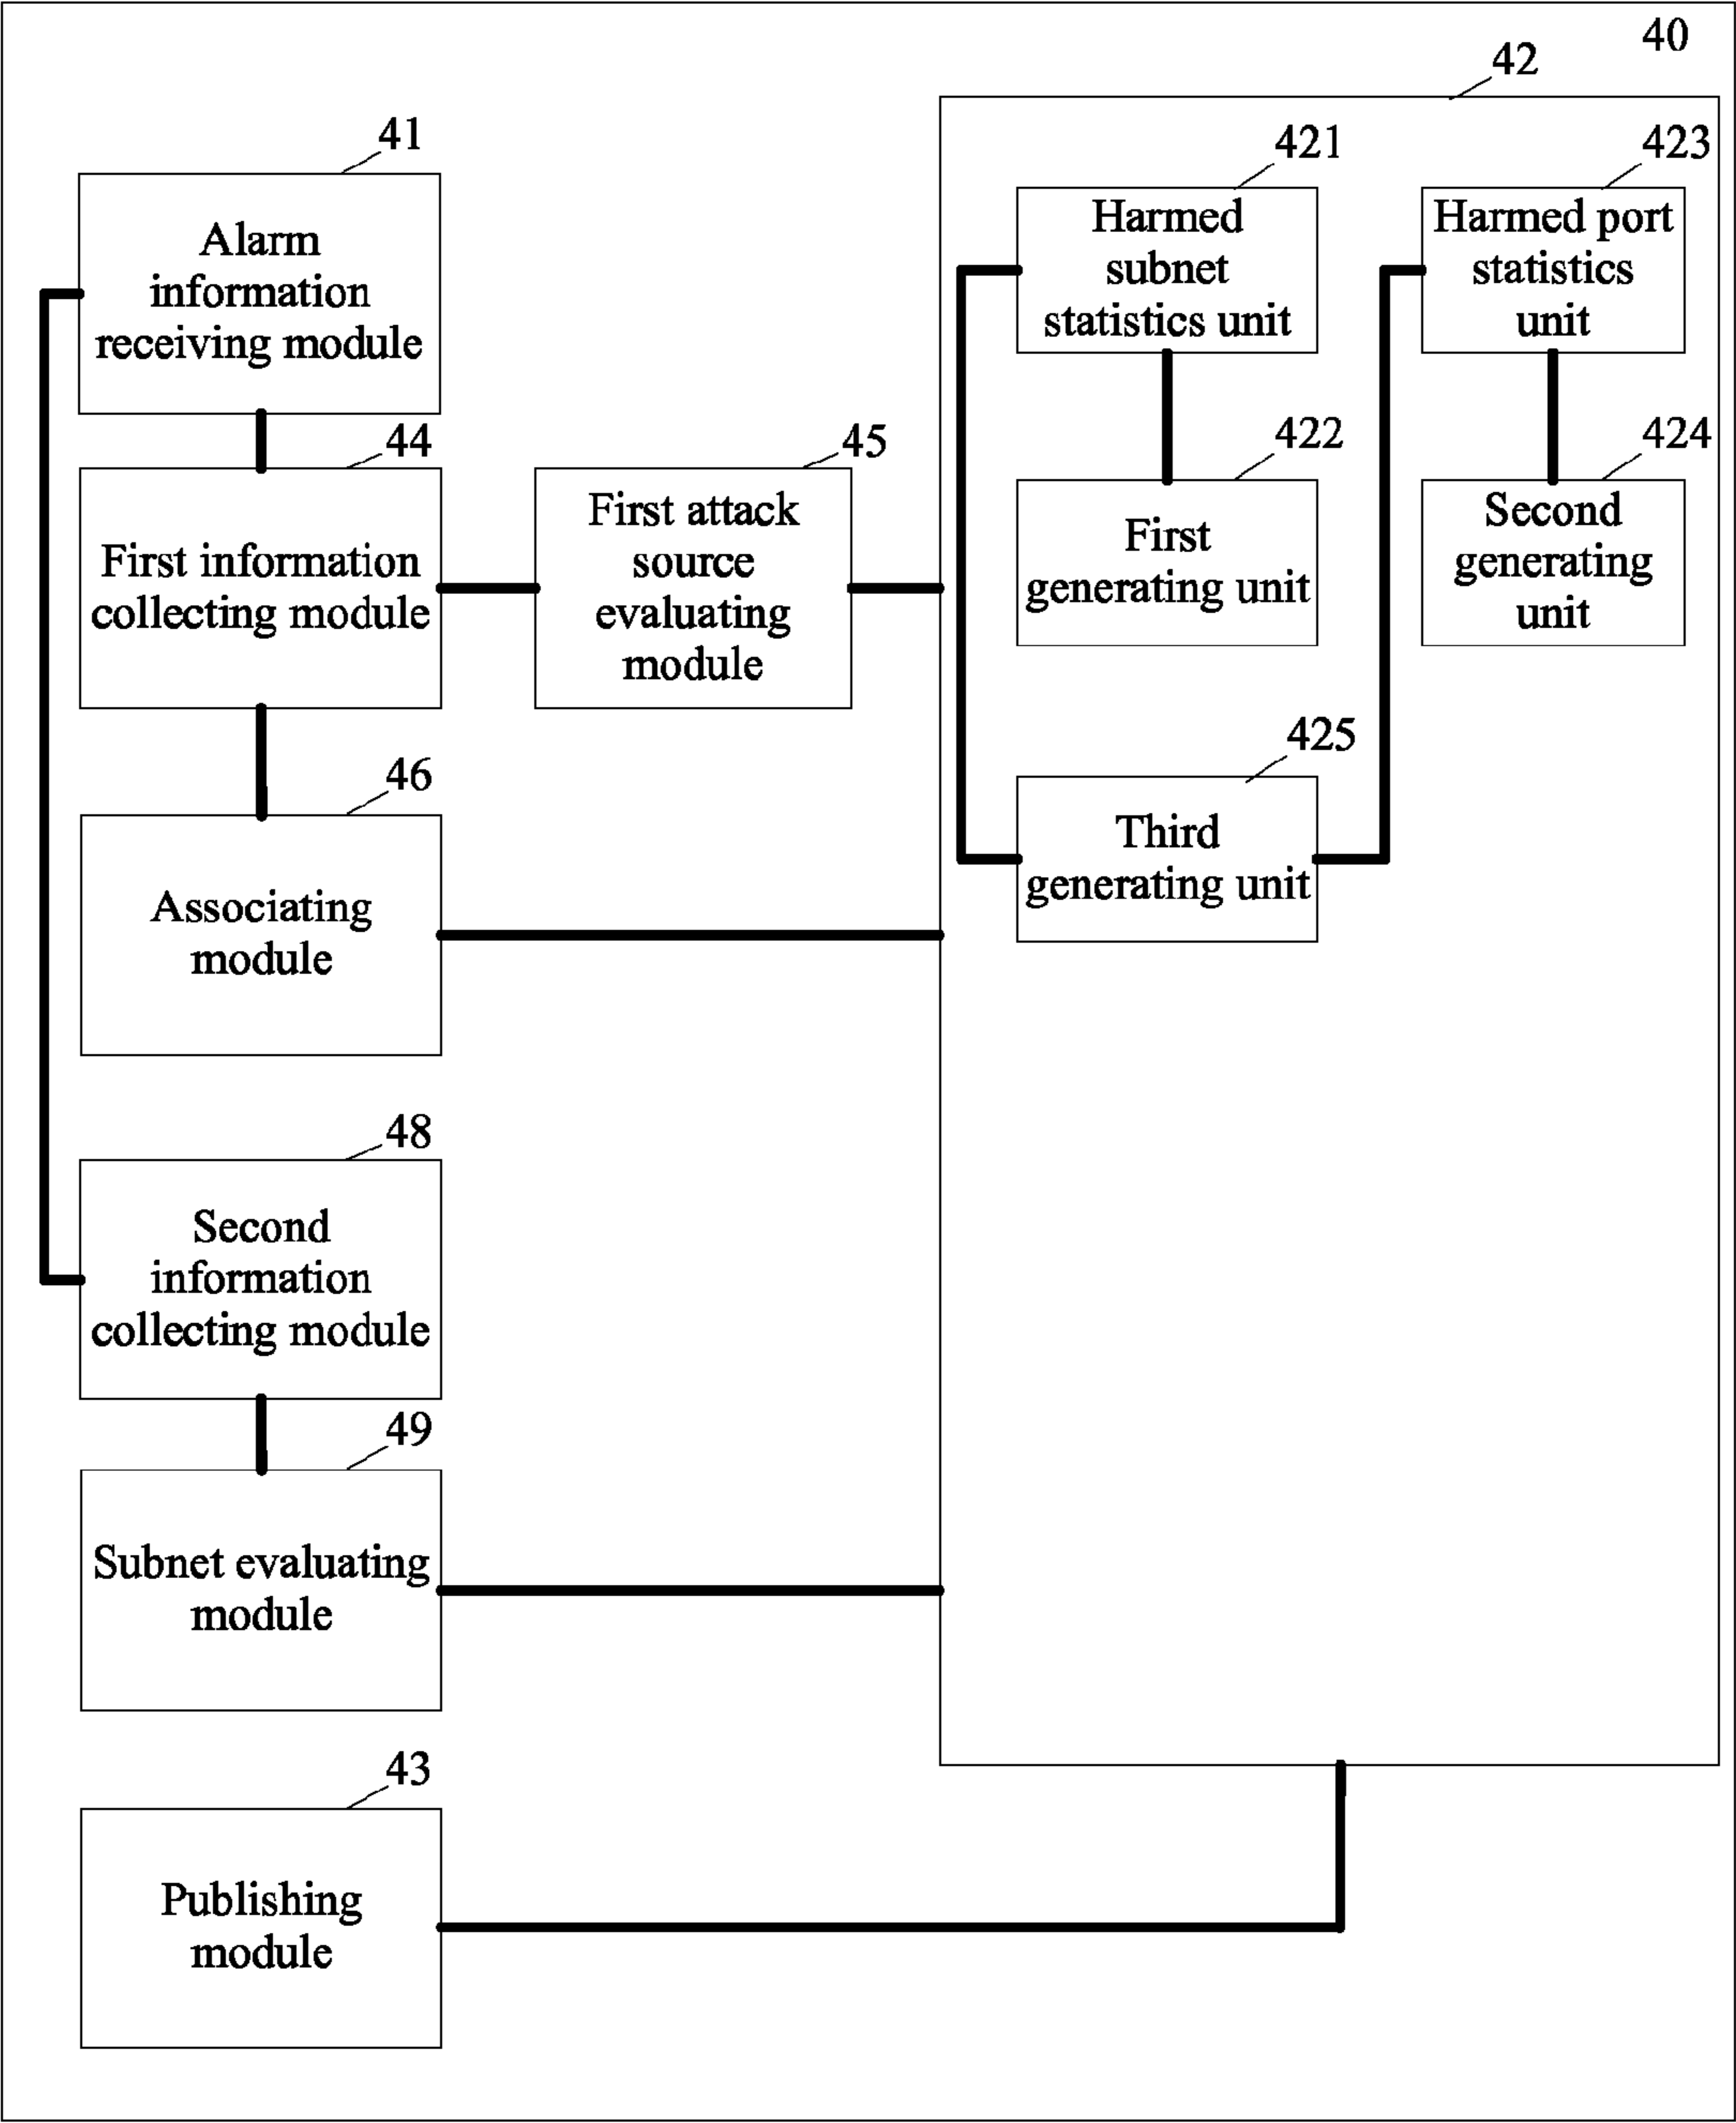 40
42
41
Alarm
information
receiving module
421
Harmed
subnet
statistics unit
423
Harmed port
statistics
unit
44
First information
collecting module
45
First attack
source
evaluating
module
422
First
generating unit
424
Second
generating
unit
46
Associating
module
425
Third
generating unit
48
Second
information
collecting module
49
Subnet evaluating
module
43
Publishing
module